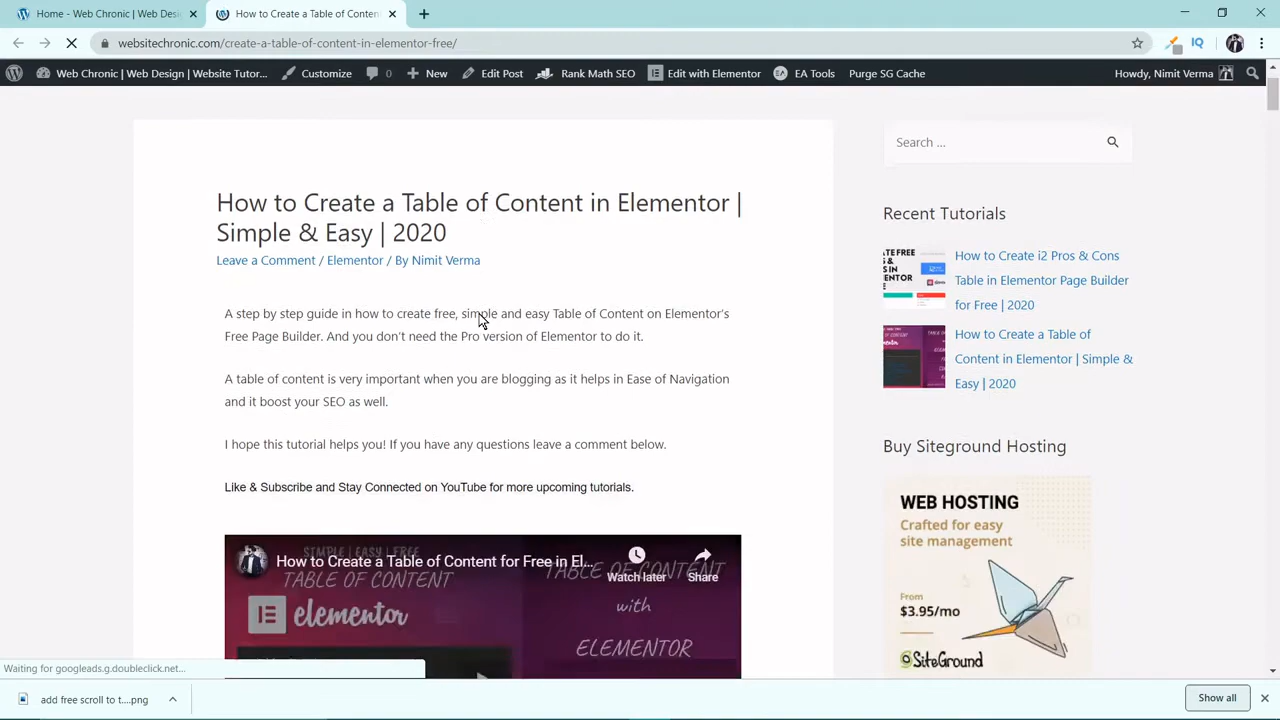 Home - Web Chronic | Web Desi
How to Create a Table of Conten
websitechronic.com/create-a-table-of-content-in-elementor-free/
Web Chronic | Web Design | Website Tutor... Customize 0 New Edit Post Rank Math SEO Edit with Elementor EA Tools Purge SG Cache Howdy, Nimit Verma
How to Create a Table of Content in Elementor |
Simple & Easy | 2020
Leave a Comment / Elementor / By Nimit Verma
A step by step guide in how to create free, simple and easy Table of Content on Elementor's
Free Page Builder. And you don't need the Pro version of Elementor to do it.
A table of content is very important when you are blogging as it helps in Ease of Navigation
and it boost your SEO as well.
I hope this tutorial helps you! If you have any questions leave a comment below.
Like & Subscribe and Stay Connected on YouTube for more upcoming tutorials.
SIMPLE | EASY | FREE
How to Create a Table of Content for Free in El...
Watch later
Share
TABLE OF CONTENT
elementor
TABLE OF CONTENT
with
ELEMENTOR
Search ...
Recent Tutorials
How to Create i2 Pros & Cons
Table in Elementor Page Builder
for Free | 2020
How to Create a Table of
Content in Elementor | Simple &
Easy | 2020
Buy Siteground Hosting
WEB HOSTING
Crafted for easy
site management
From
$3.95/mo
SiteGround
Waiting for googleads.g.doubleclick.net...
add free scroll to t....png
Show all